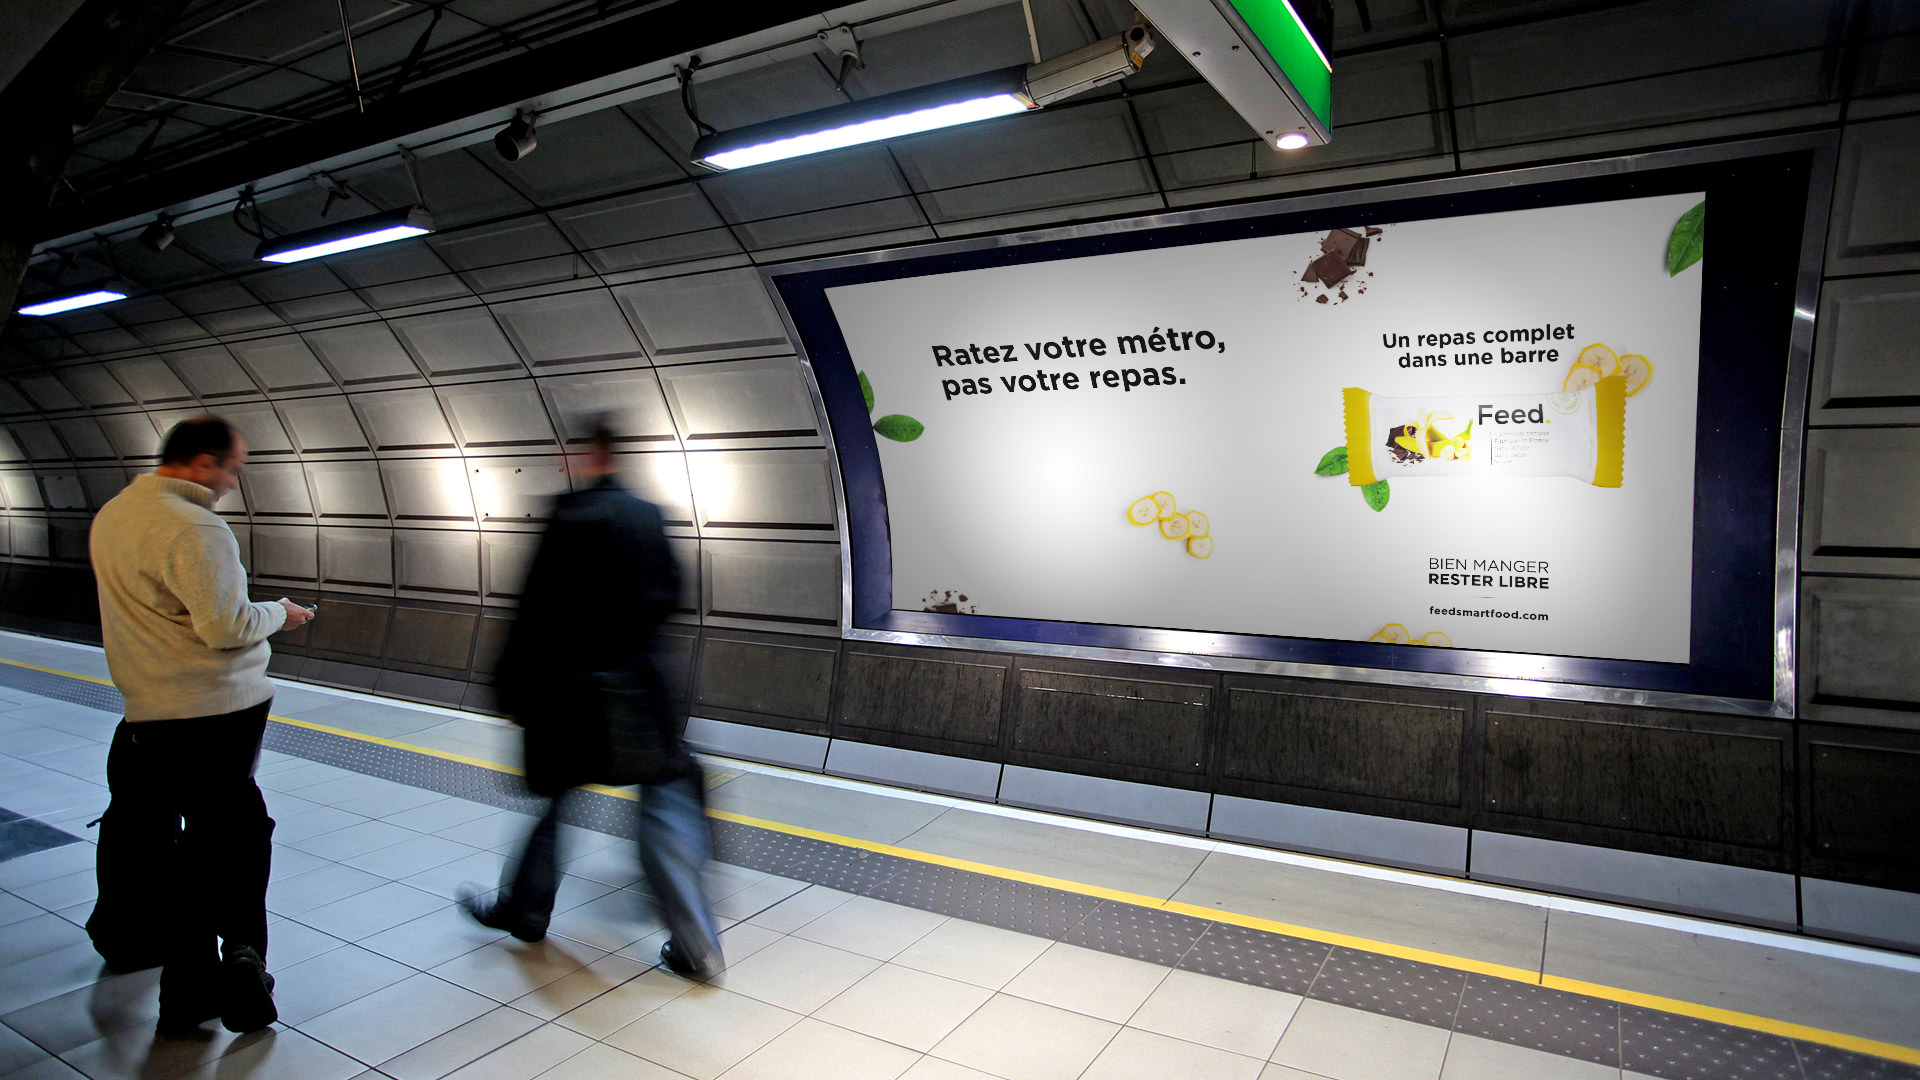 Ratez votre métro,
pas votre repas.
Un repas complet
dans une barre
Feed.
BIEN MANGER
RESTER LIBRE
feedsmartfood.com